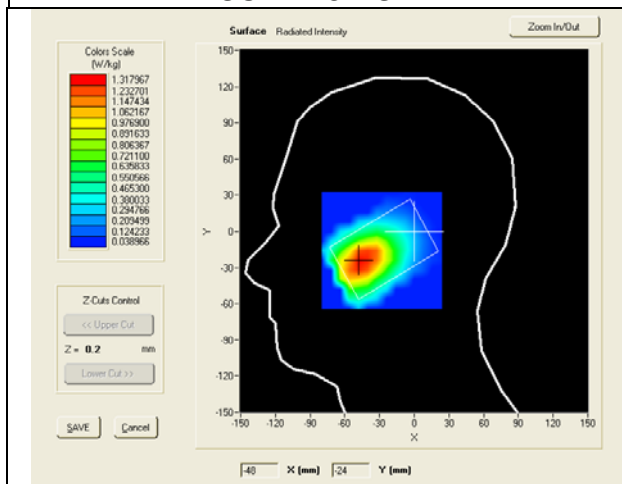 Surface Radiated Intensity
Zoom In/Out
Colors Scale
(W/kg)
1.317967
1.232701
1.147434
1.062167
0.976900
0.891633
0.806367
0.721100
0.635833
0.550566
0.465300
0.380033
0.294766
0.209499
0.124233
0.038966
150
120
90
60
30
0
-30
-60
-90
-120
-150
Y
-150 -120 -90 -60 -30 0 30 60 90 120 150
X
Z-Cuts Control
<< Upper Cut
Z = 0.2 mm
Lower Cut >>
SAVE Cancel
-48 X (mm) -24 Y (mm)